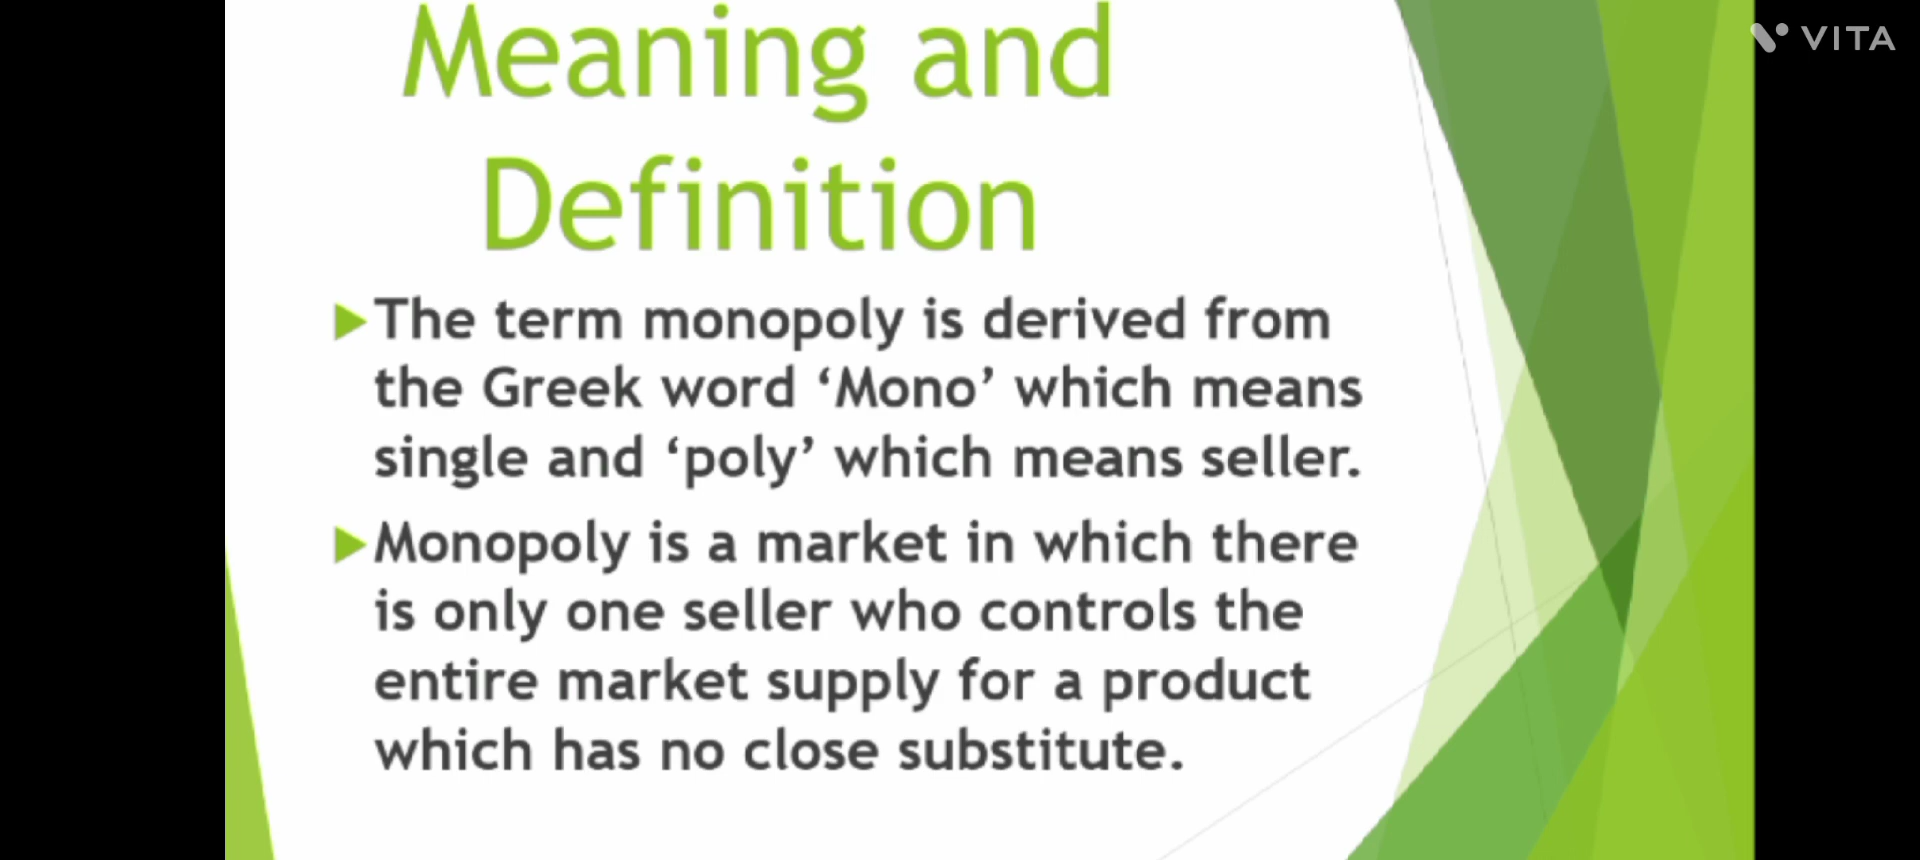 VITA
Meaning and
Definition
The term monopoly is derived from
the Greek word ‘Mono’ which means
single and ‘poly’ which means seller.
Monopoly is a market in which there
is only one seller who controls the
entire market supply for a product
which has no close substitute.